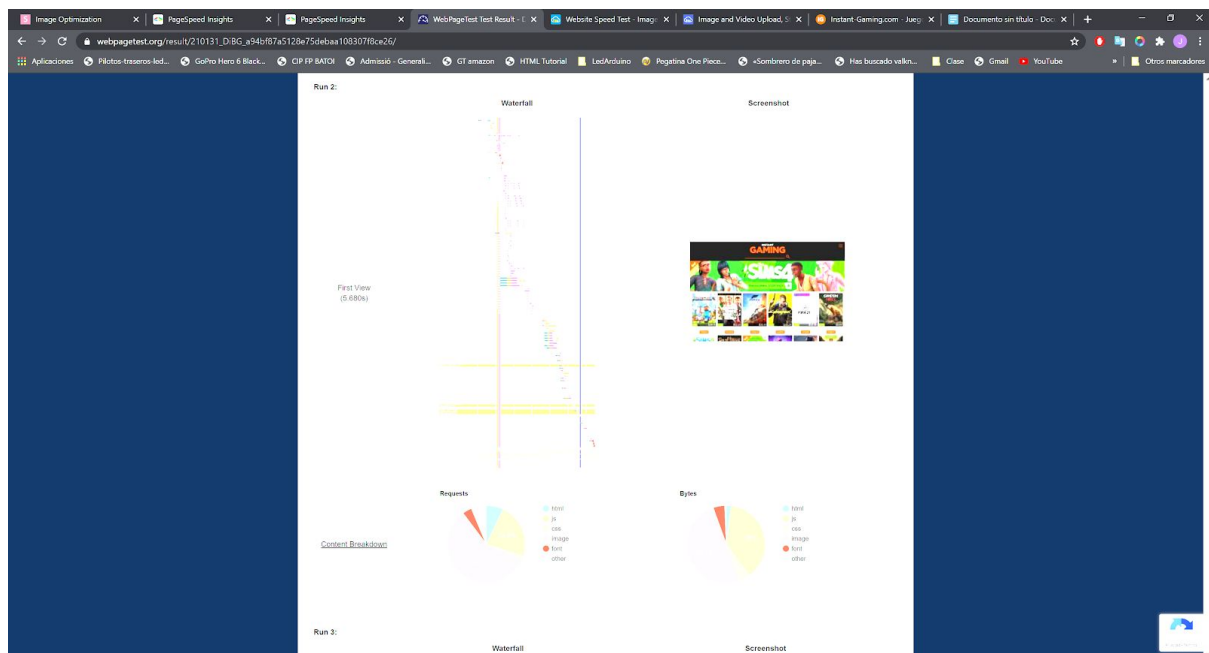 Image Optimization
PageSpeed Insights
PageSpeed Insights
WebPageTest Test Result - D
Website Speed Test - Image
Image and Video Upload, S
Instant-Gaming.com - Jueg
Documento sin título - Doc
webpagetest.org/result/210131_DiBG_a94bf87a5128e75debaa108307f8ce26/
Aplicaciones
Pilotos-traseros-led...
GoPro Hero 6 Black...
CIP FP BATOI
Admissió - Generali...
GT amazon
HTML Tutorial
LedArduino
Pegatina One Piece...
«Sombrero de paja...
Has buscado valkn...
Clase
Gmail
YouTube
»
Otros marcadores
Run 2:
Waterfall
Screenshot
GAMING
SIMS4
First View
(5.680s)
Requests
html
js
css
image
font
other
Bytes
html
js
css
image
font
other
Content Breakdown
Run 3:
Waterfall
Screenshot